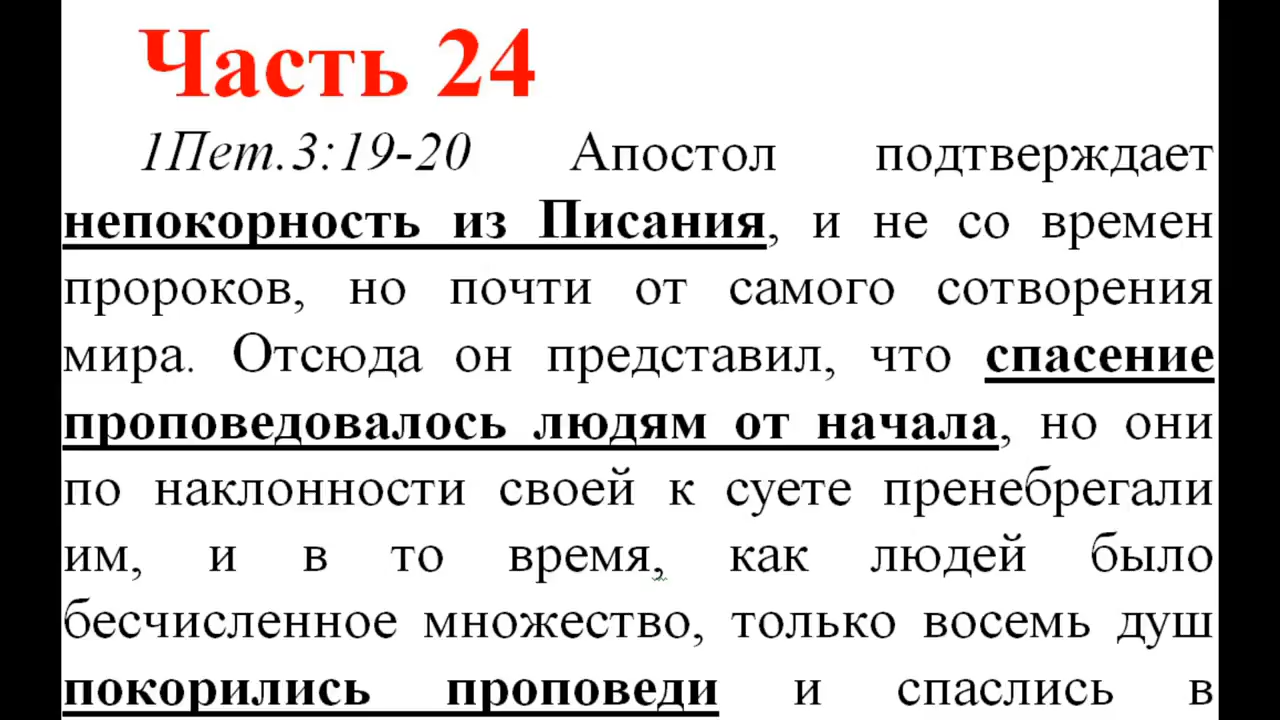 Часть 24
1Пет.3:19-20 Апостол подтверждает
непокорность из Писания, и не со времен
пророков, но почти от самого сотворения
мира. Отсюда он представил, что спасение
проповедовалось людям от начала, но они
по наклонности своей к суете пренебрегали
им, и в то время, как людей было
бесчисленное множество, только восемь душ
покорились проповеди и спаслись в